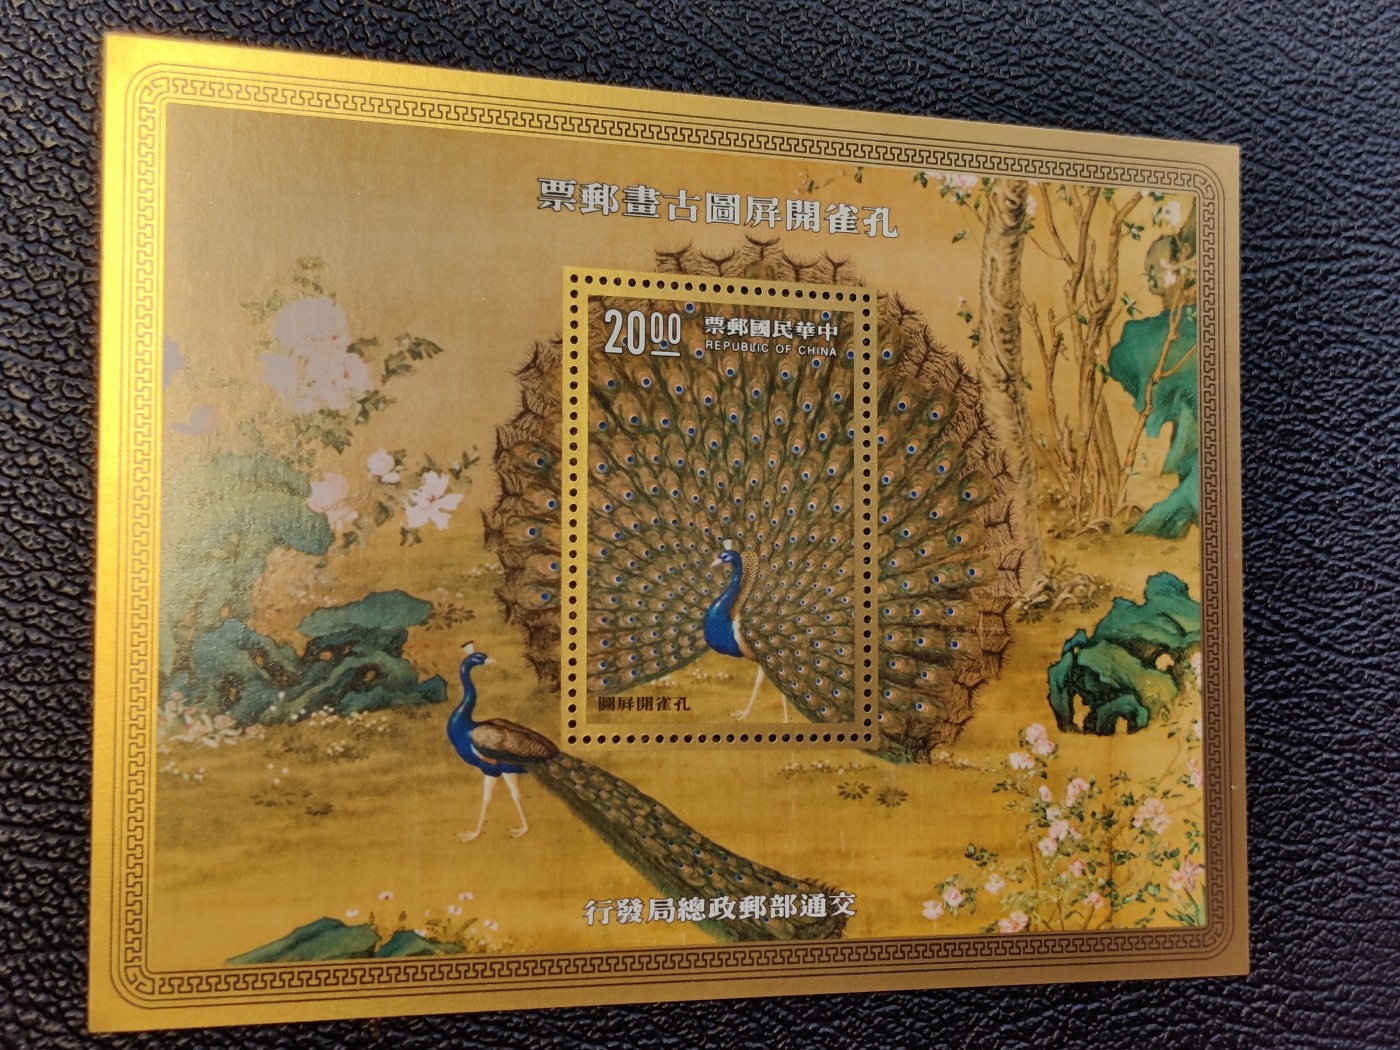 孔雀開屏圖古畫郵票
20.00
中華民國郵票
REPUBLIC OF CHINA
孔雀開屏圖
交通部郵政總局發行